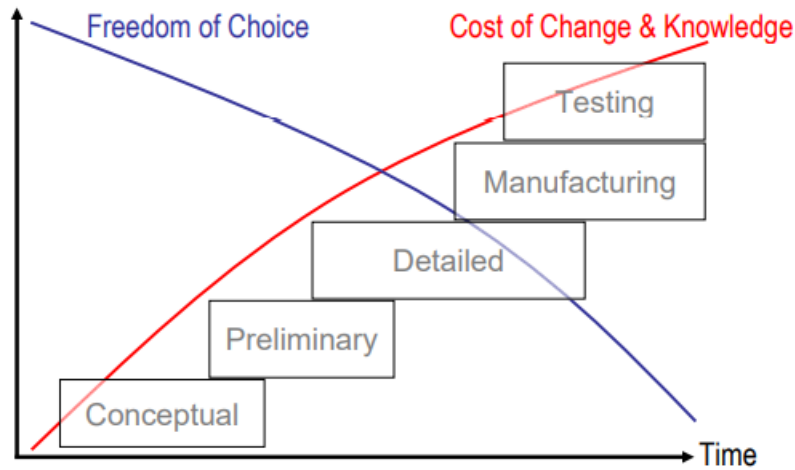 Freedom of Choice
Cost of Change & Knowledge
Testing
Manufacturing
Detailed
Preliminary
Conceptual
Time